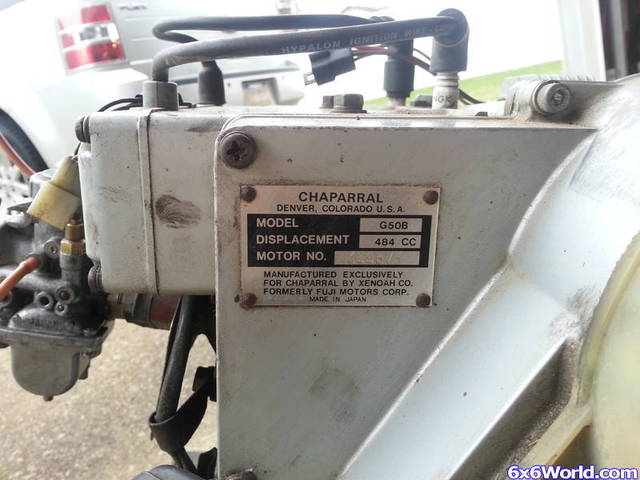 HYPALON IGNITION WIRE
CHAPARRAL
DENVER, COLORADO U.S.A.
MODEL G50B
DISPLACEMENT 484 CC
MOTOR NO.
MANUFACTURED EXCLUSIVELY
FOR CHAPARRAL BY XENOAH CO.
FORMERLY FUJI MOTORS CORP.
MADE IN JAPAN
6x6World.com